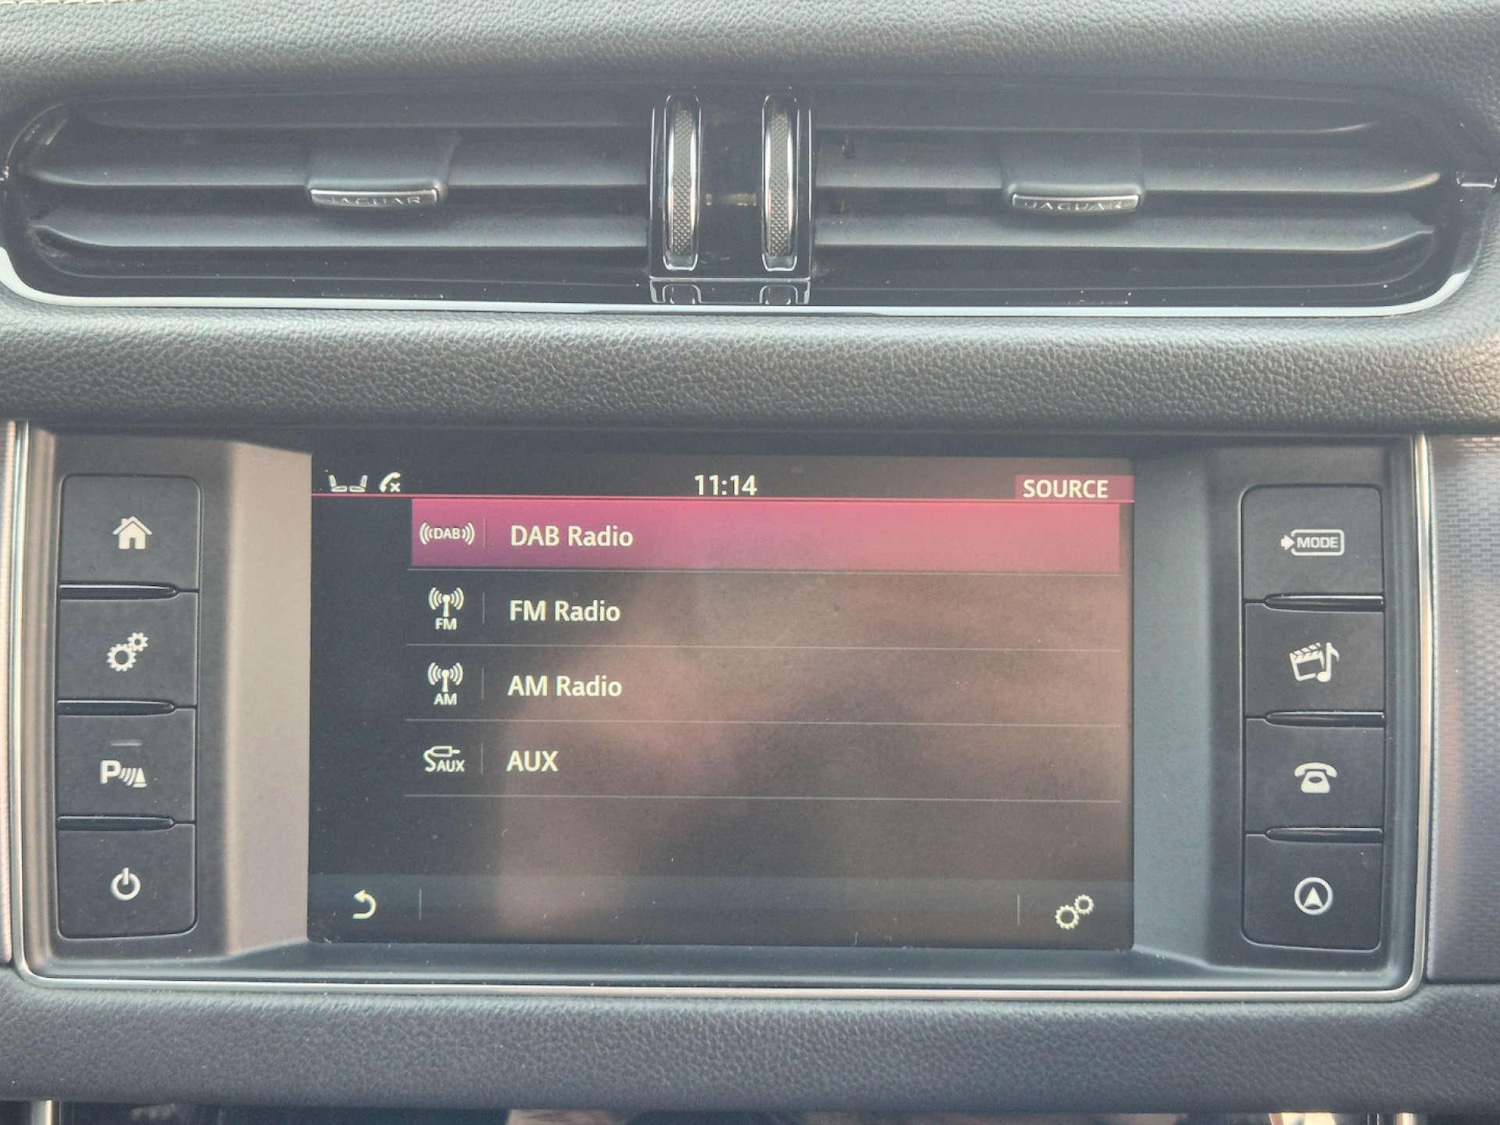 JAGUAR
JAGUAR
11:14
SOURCE
DAB
DAB Radio
FM
FM Radio
AM
AM Radio
AUX
AUX
MODE
P